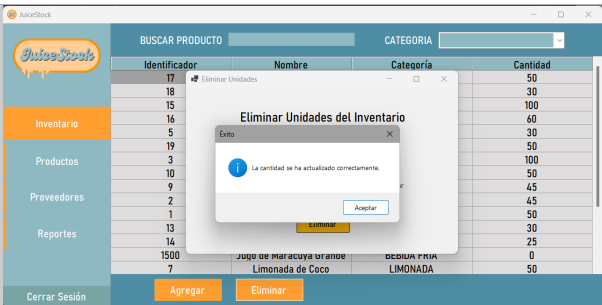 JuiceStock
JuiceStock
BUSCAR PRODUCTO
CATEGORIA
Inventario
Productos
Proveedores
Reportes
Cerrar Sesión
Identificador Nombre Categoría Cantidad
17 50
18 30
15 100
16 60
5 30
19 50
3 100
10 50
9 45
2 45
1 50
13 30
14 25
1500 Jugo de Maracuya Grande BEBIDA FRIA 0
7 Limonada de Coco LIMONADA 50
Eliminar Unidades
Eliminar Unidades del Inventario
Éxito
La cantidad se ha actualizado correctamente.
Aceptar
Eliminar
Agregar
Eliminar